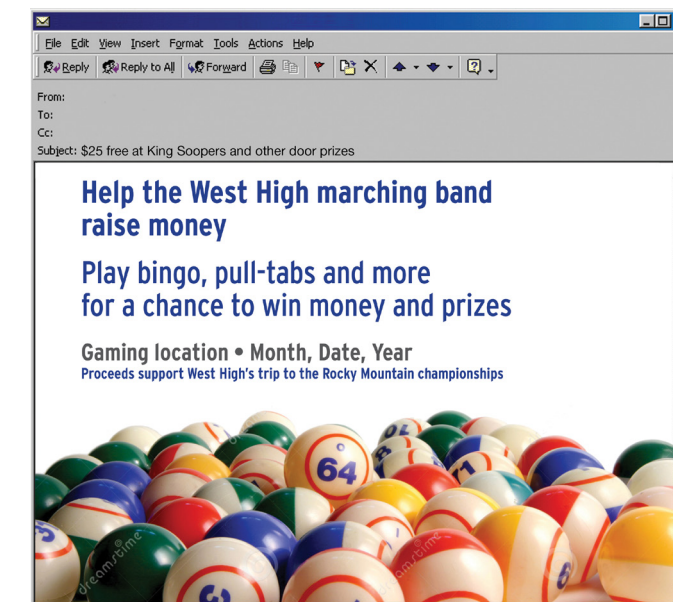 File Edit View Insert Format Tools Actions Help
Reply Reply to All Forward
From:
To:
Cc:
Subject: $25 free at King Soopers and other door prizes
Help the West High marching band
raise money
Play bingo, pull-tabs and more
for a chance to win money and prizes
Gaming location • Month, Date, Year
Proceeds support West High's trip to the Rocky Mountain championships
64
71
dreamstime